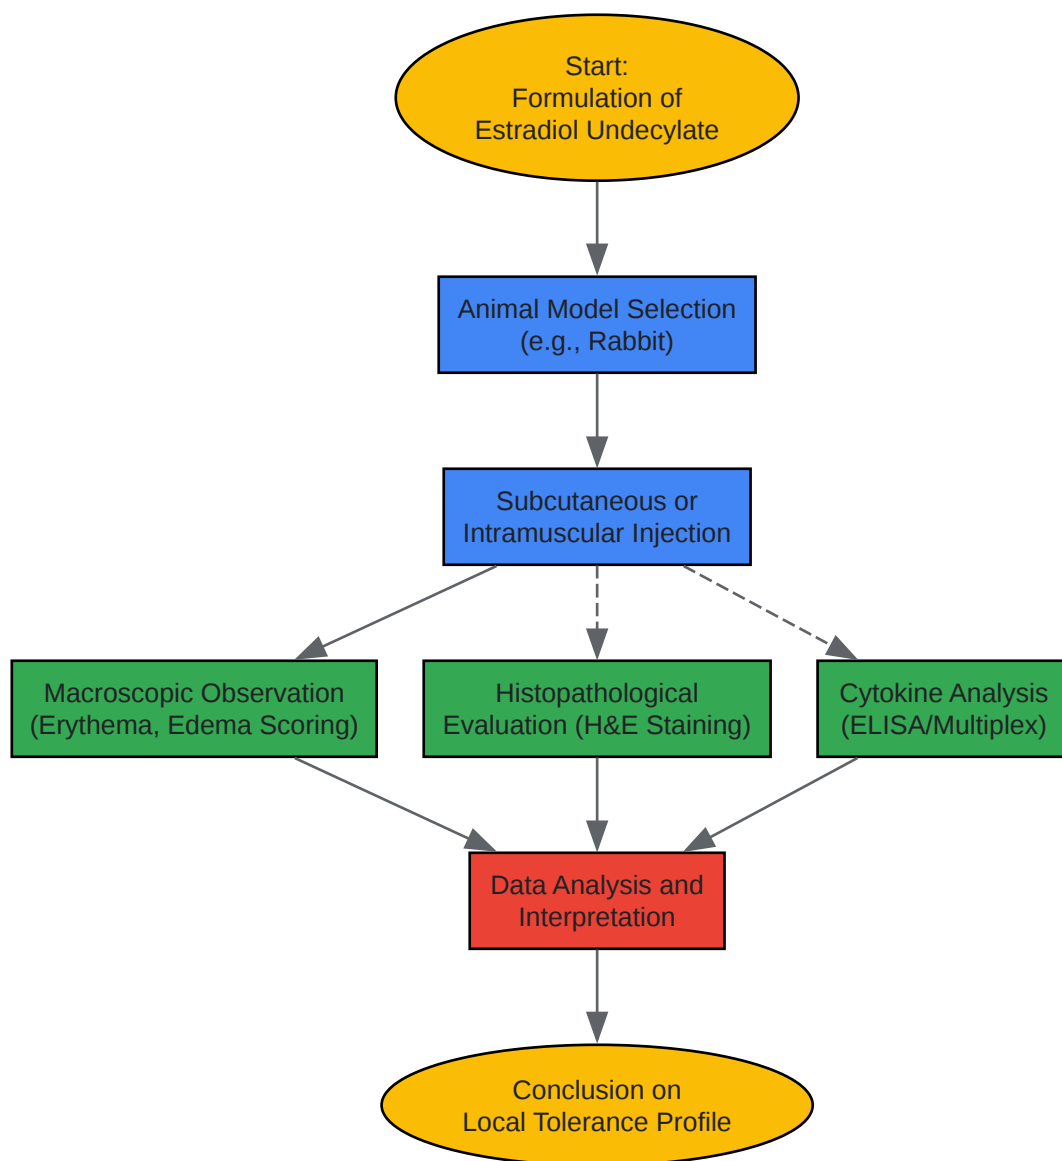 Start:
Formulation of
Estradiol Undecylate
Animal Model Selection
(e.g., Rabbit)
Subcutaneous or
Intramuscular Injection
Macroscopic Observation
(Erythema, Edema Scoring)
Histopathological
Evaluation (H&E Staining)
Cytokine Analysis
(ELISA/Multiplex)
Data Analysis and
Interpretation
Conclusion on
Local Tolerance Profile